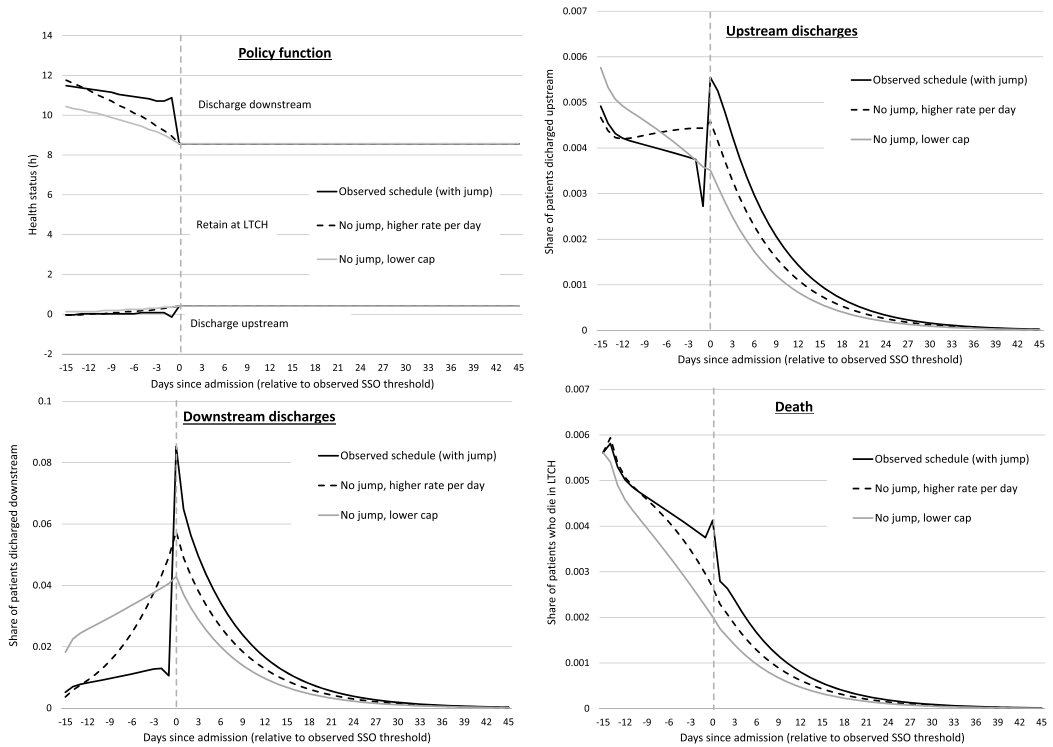 Policy function
14
12
10
8
6
4
2
0
-2
Health status (h)
Discharge downstream
Observed schedule (with jump)
Retain at LTCH
No jump, higher rate per day
No jump, lower cap
Discharge upstream
-15 -12 -9 -6 -3 0 3 6 9 12 15 18 21 24 27 30 33 36 39 42 45
Days since admission (relative to observed SSO threshold)
Upstream discharges
0.007
0.006
0.005
0.004
0.003
0.002
0.001
0
Share of patients dicharged upstream
Observed schedule (with jump)
No jump, higher rate per day
No jump, lower cap
-15 -12 -9 -6 -3 0 3 6 9 12 15 18 21 24 27 30 33 36 39 42 45
Days since admission (relative to observed SSO threshold)
Downstream discharges
0.1
0.08
0.06
0.04
0.02
0
Share of patients dicharged downstream
Observed schedule (with jump)
No jump, higher rate per day
No jump, lower cap
-15 -12 -9 -6 -3 0 3 6 9 12 15 18 21 24 27 30 33 36 39 42 45
Days since admission (relative to observed SSO threshold)
Death
0.007
0.006
0.005
0.004
0.003
0.002
0.001
0
Share of patients who die in LTCH
Observed schedule (with jump)
No jump, higher rate per day
No jump, lower cap
-15 -12 -9 -6 -3 0 3 6 9 12 15 18 21 24 27 30 33 36 39 42 45
Days since admission (relative to observed SSO threshold)